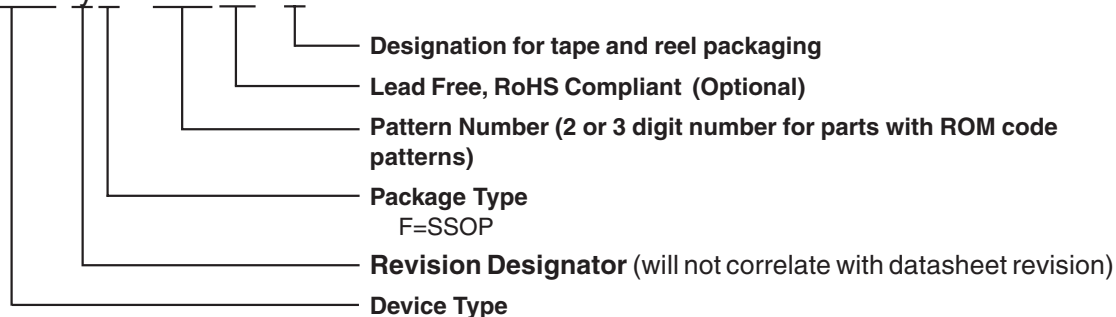 Designation for tape and reel packaging
Lead Free, RoHS Compliant (Optional)
Pattern Number (2 or 3 digit number for parts with ROM code
patterns)
Package Type
F=SSOP
Revision Designator (will not correlate with datasheet revision)
Device Type